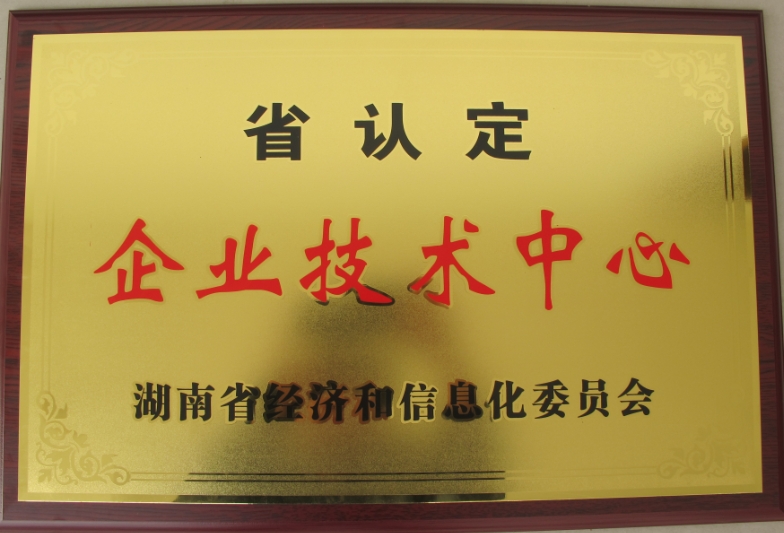 省认定
企业技术中心
湖南省经济和信息化委员会